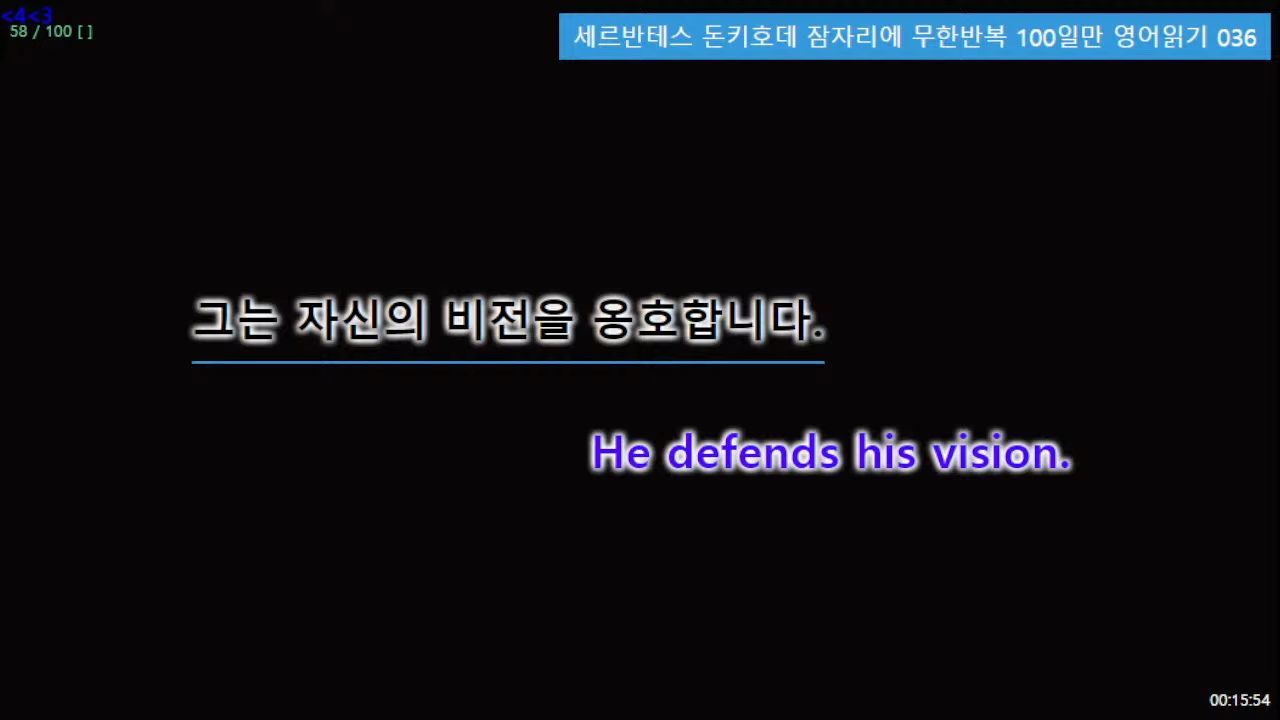 <4<3
58 / 100 [ ]
세르반테스 돈키호데 잠자리에 무한반복 100일만 영어읽기 036
그는 자신의 비전을 옹호합니다.
He defends his vision.
00:15:54